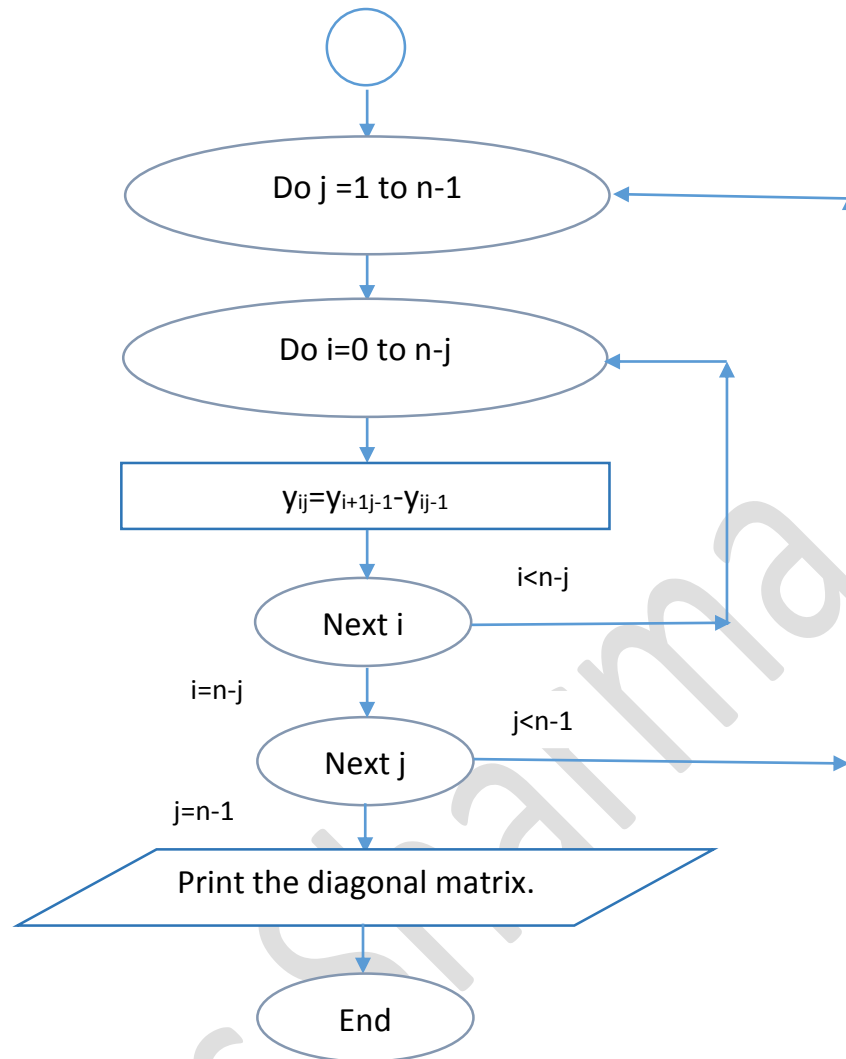 Do j =1 to n-1
Do i=0 to n-j
yij=yi+1j-1-yij-1
i<n-j
Next i
i=n-j
j<n-1
Next j
j=n-1
Print the diagonal matrix.
End
Sharma